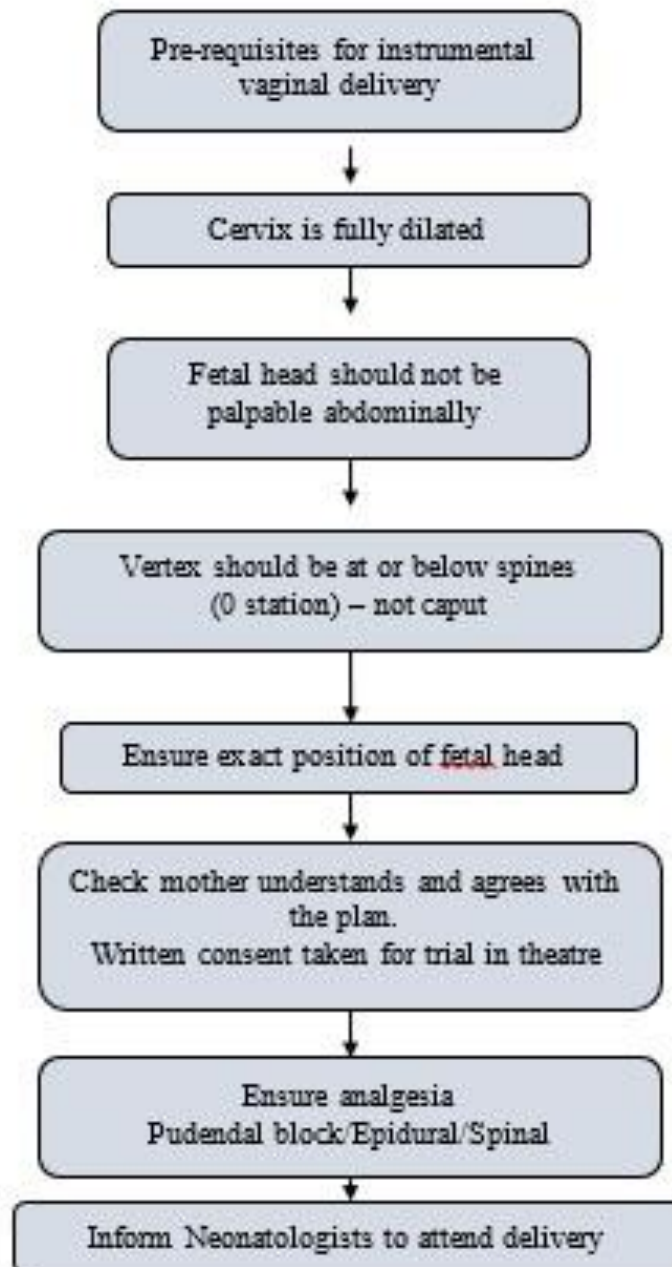 Pre-requisites for instrumental
vaginal delivery
Cervix is fully dilated
Fetal head should not be
palpable abdominally
Vertex should be at or below spines
(0 station) – not caput
Ensure exact position of fetal head
Check mother understands and agrees with
the plan.
Written consent taken for trial in theatre
Ensure analgesia
Pudendal block/Epidural/Spinal
Inform Neonatologists to attend delivery